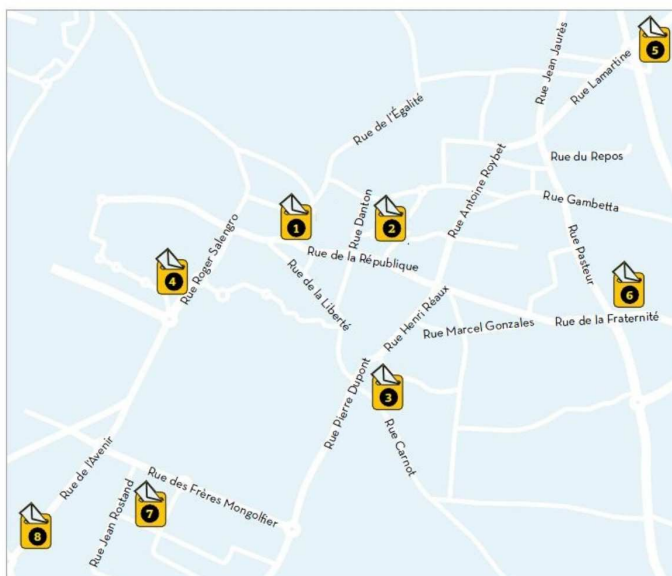 5
Rue Jean Jaurès
Rue Lamartine
Rue de l'Égalité
Rue du Repos
Rue Antoine Roybet
Rue Gambetta
1
2
Rue Danton
Rue Roger Salengro
Rue de la République
Rue Pasteur
4
Rue de la Liberté
6
Rue Henri Réaux
Rue Marcel Gonzales
Rue de la Fraternité
3
Rue Pierre Dupont
Rue Carnot
Rue de l'Avenir
Rue des Frères Mongolfier
Rue Jean Rostand
7
8